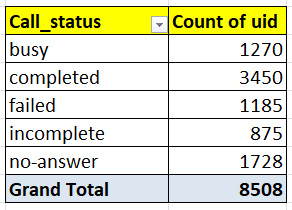 Call_status Count of uid
busy 1270
completed 3450
failed 1185
incomplete 875
no-answer 1728
Grand Total 8508